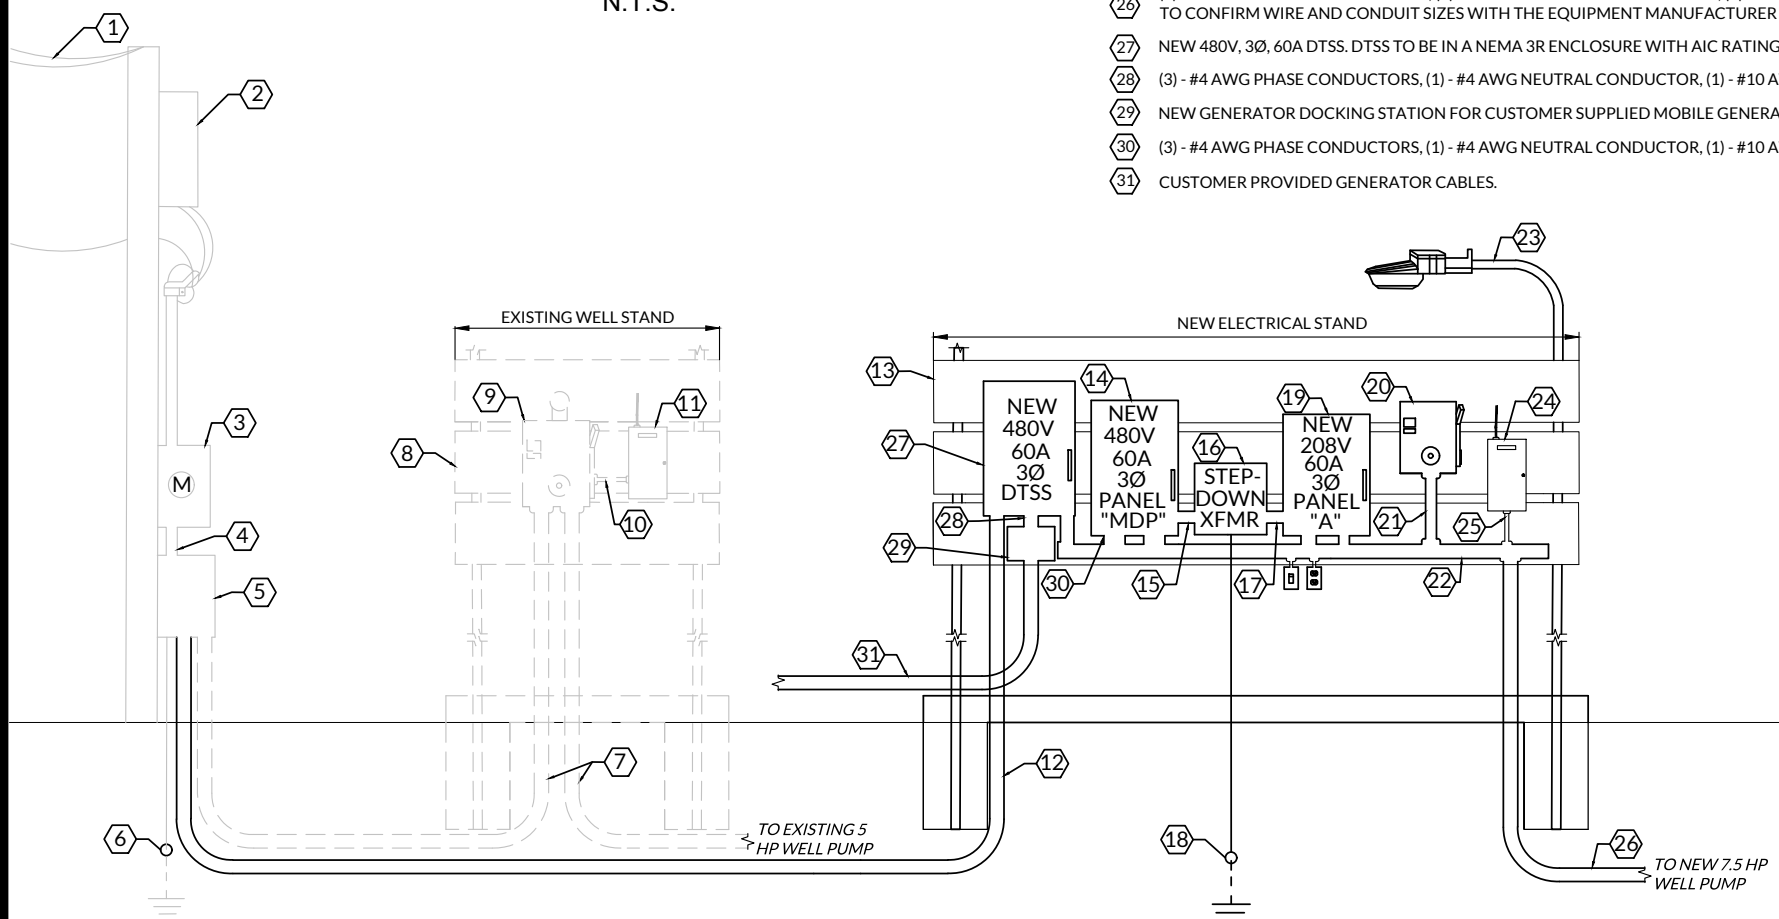 N.T.S.
26
TO CONFIRM WIRE AND CONDUIT SIZES WITH THE EQUIPMENT MANUFACTURER
27 NEW 480V, 3Ø, 60A DTSS. DTSS TO BE IN A NEMA 3R ENCLOSURE WITH AIC RATING
28 (3) - #4 AWG PHASE CONDUCTORS, (1) - #4 AWG NEUTRAL CONDUCTOR, (1) - #10 A
29 NEW GENERATOR DOCKING STATION FOR CUSTOMER SUPPLIED MOBILE GENERA
30 (3) - #4 AWG PHASE CONDUCTORS, (1) - #4 AWG NEUTRAL CONDUCTOR, (1) - #10 A
31 CUSTOMER PROVIDED GENERATOR CABLES.
1
2
3
M
4
5
6
EXISTING WELL STAND
8
9
10
11
7
TO EXISTING 5
HP WELL PUMP
NEW ELECTRICAL STAND
23
13
14
19
20
24
27
16
28
29
30
15
17
21
25
22
31
12
18
26
NEW
480V
60A
3Ø
DTSS
NEW
480V
60A
3Ø
PANEL
"MDP"
STEP-
DOWN
XFMR
NEW
208V
60A
3Ø
PANEL
"A"
TO NEW 7.5 HP
WELL PUMP